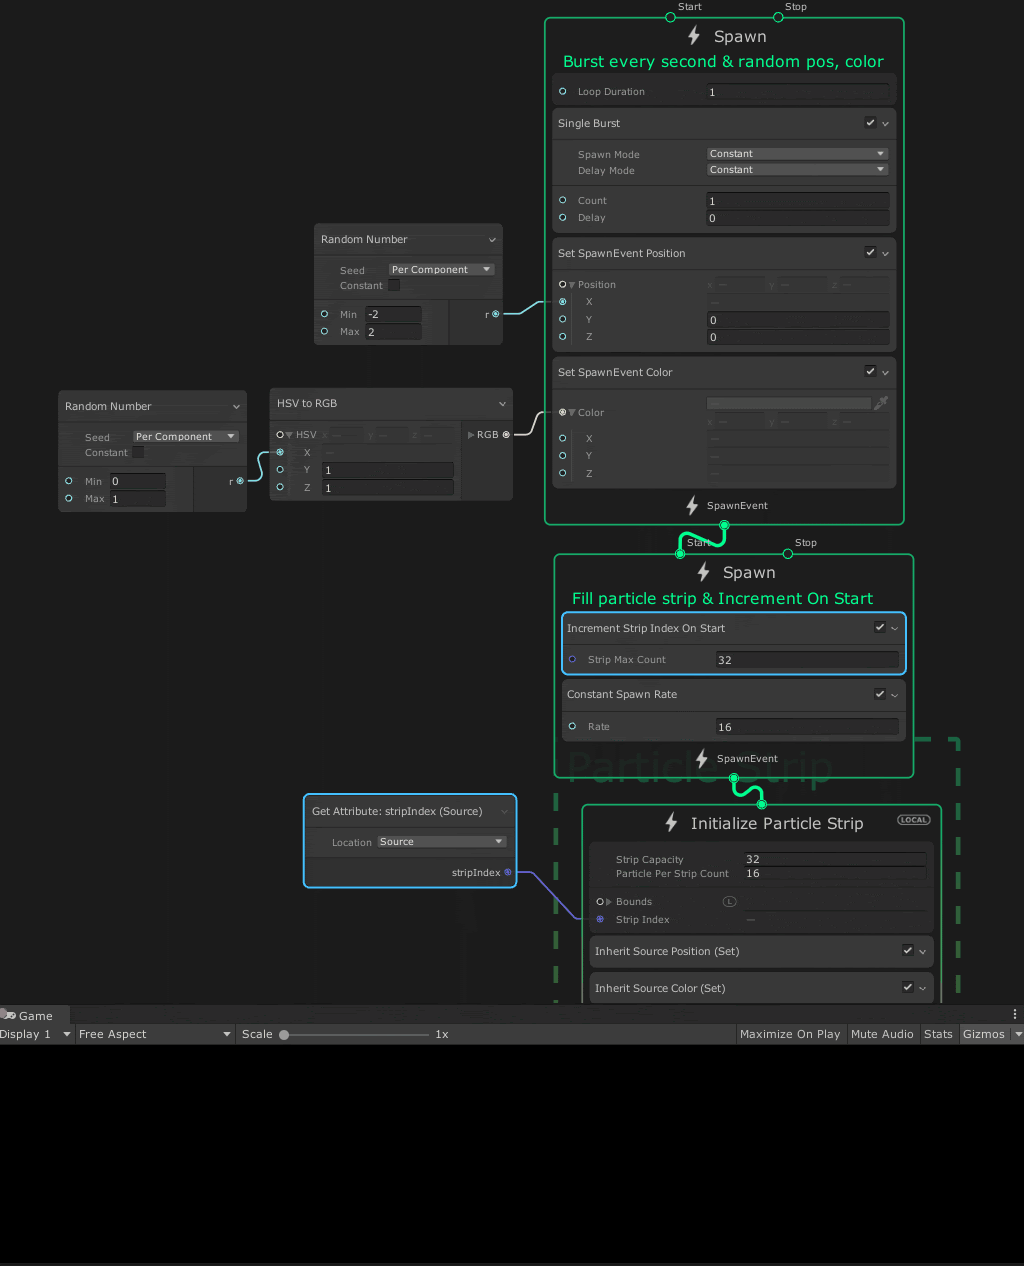 Start Stop
Spawn
Burst every second & random pos, color
Loop Duration 1
Single Burst
Spawn Mode Constant
Delay Mode Constant
Count 1
Delay 0
Set SpawnEvent Position
Position x — y — z —
X —
Y 0
Z 0
Set SpawnEvent Color
Color —
x — y — z —
X —
Y —
Z —
SpawnEvent
Random Number
Seed Per Component
Constant
Min -2
Max 2
r
Random Number
Seed Per Component
Constant
Min 0
Max 1
r
HSV to RGB
HSV x — y — z —
RGB
X —
Y 1
Z 1
Start Stop
Spawn
Fill particle strip & Increment On Start
Increment Strip Index On Start
Strip Max Count 32
Constant Spawn Rate
Rate 16
SpawnEvent
Particle Strip
Get Attribute: stripIndex (Source)
Location Source
stripIndex
Initialize Particle Strip LOCAL
Strip Capacity 32
Particle Per Strip Count 16
Bounds L
Strip Index —
Inherit Source Position (Set)
Inherit Source Color (Set)
Game
Display 1 Free Aspect Scale 1x Maximize On Play Mute Audio Stats Gizmos